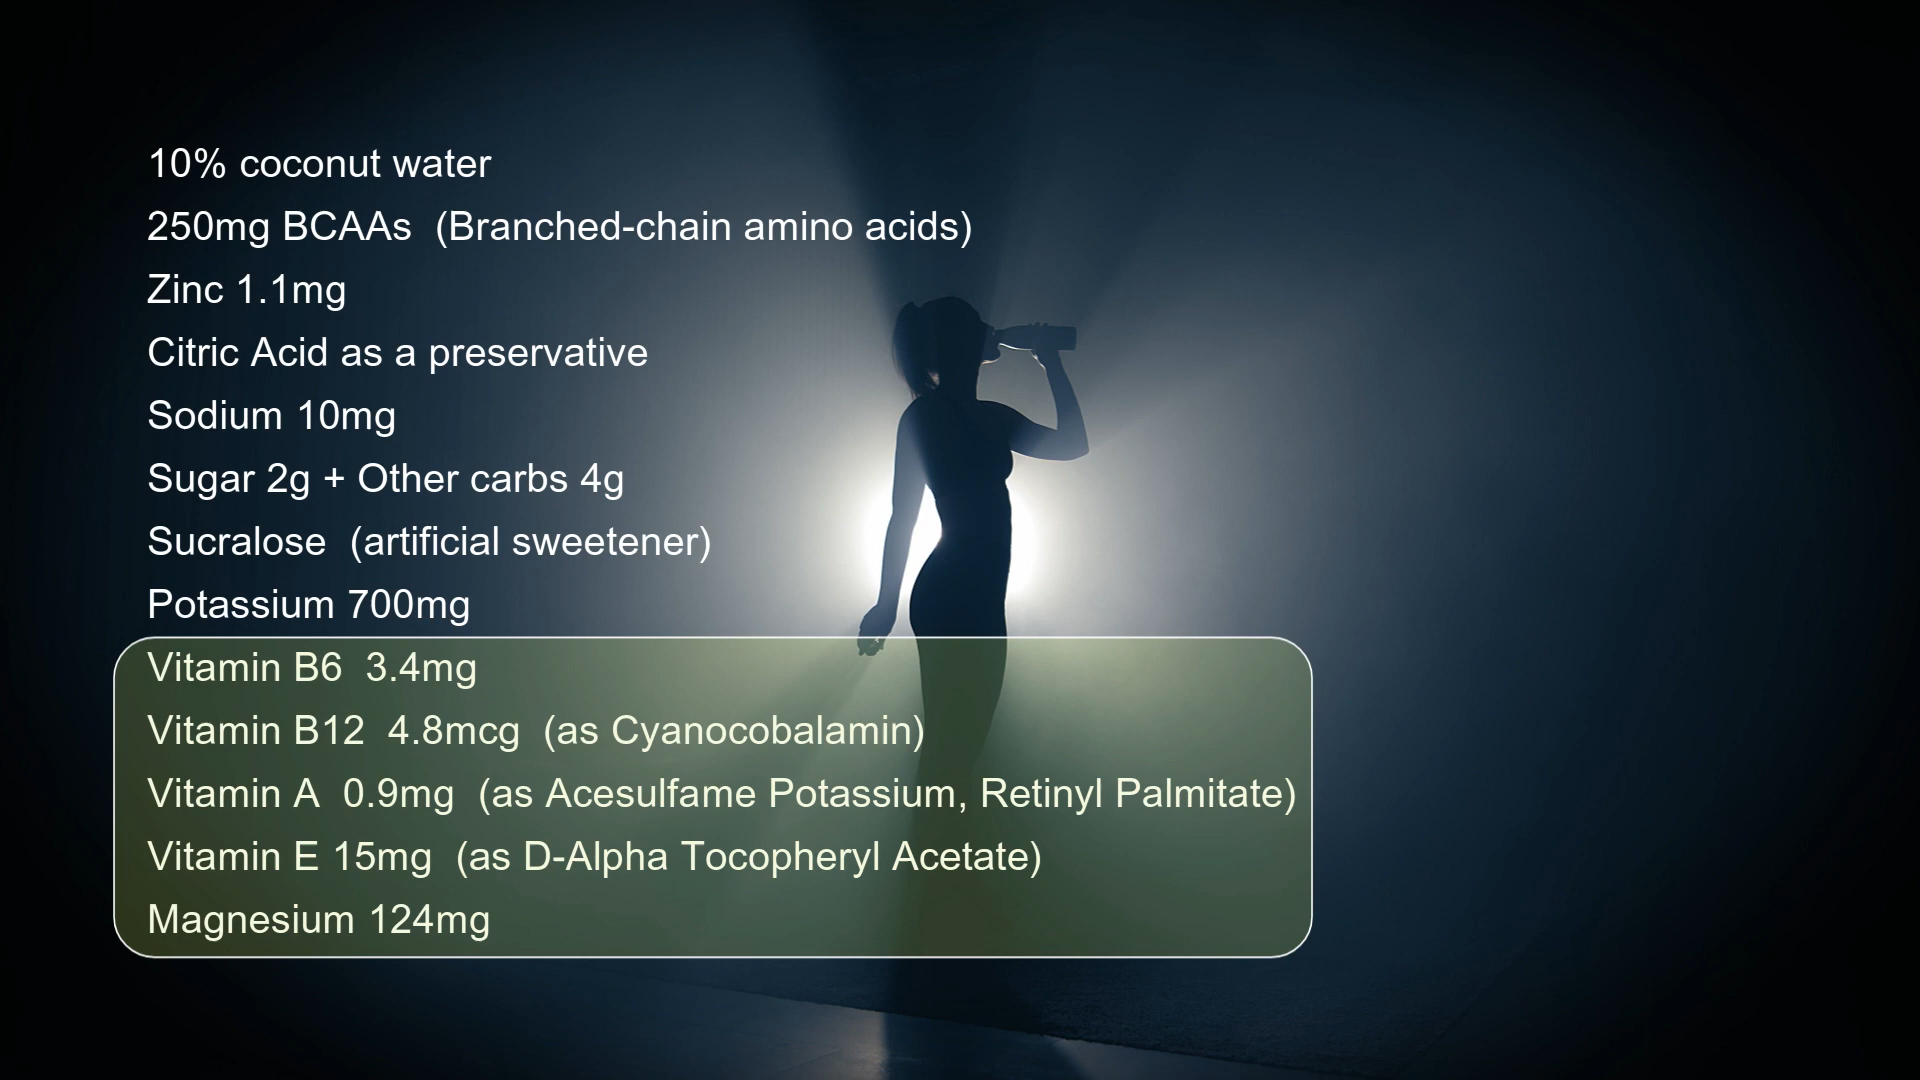 10% coconut water
250mg BCAAs (Branched-chain amino acids)
Zinc 1.1mg
Citric Acid as a preservative
Sodium 10mg
Sugar 2g + Other carbs 4g
Sucralose (artificial sweetener)
Potassium 700mg
Vitamin B6 3.4mg
Vitamin B12 4.8mcg (as Cyanocobalamin)
Vitamin A 0.9mg (as Acesulfame Potassium, Retinyl Palmitate)
Vitamin E 15mg (as D-Alpha Tocopheryl Acetate)
Magnesium 124mg